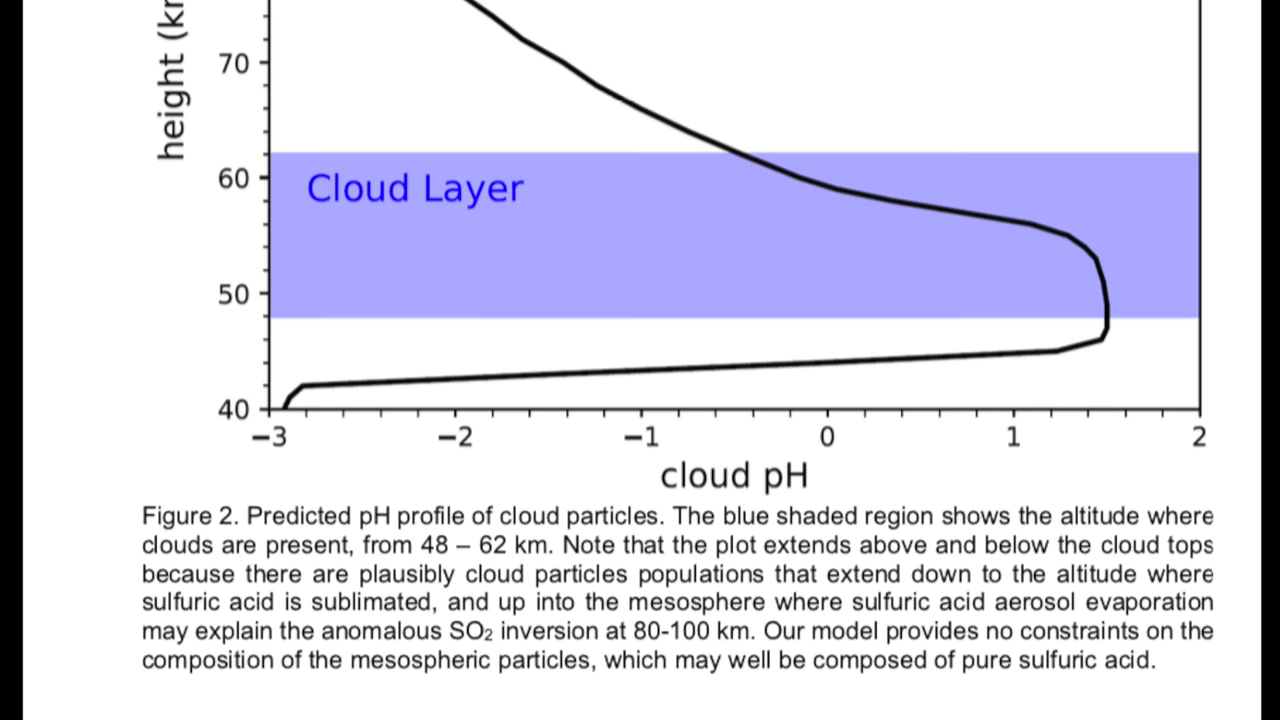 height (k
70
60
Cloud Layer
50
40
−3 −2 −1 0 1 2
cloud pH
Figure 2. Predicted pH profile of cloud particles. The blue shaded region shows the altitude where
clouds are present, from 48 – 62 km. Note that the plot extends above and below the cloud tops
because there are plausibly cloud particles populations that extend down to the altitude where
sulfuric acid is sublimated, and up into the mesosphere where sulfuric acid aerosol evaporation
may explain the anomalous SO₂ inversion at 80-100 km. Our model provides no constraints on the
composition of the mesospheric particles, which may well be composed of pure sulfuric acid.